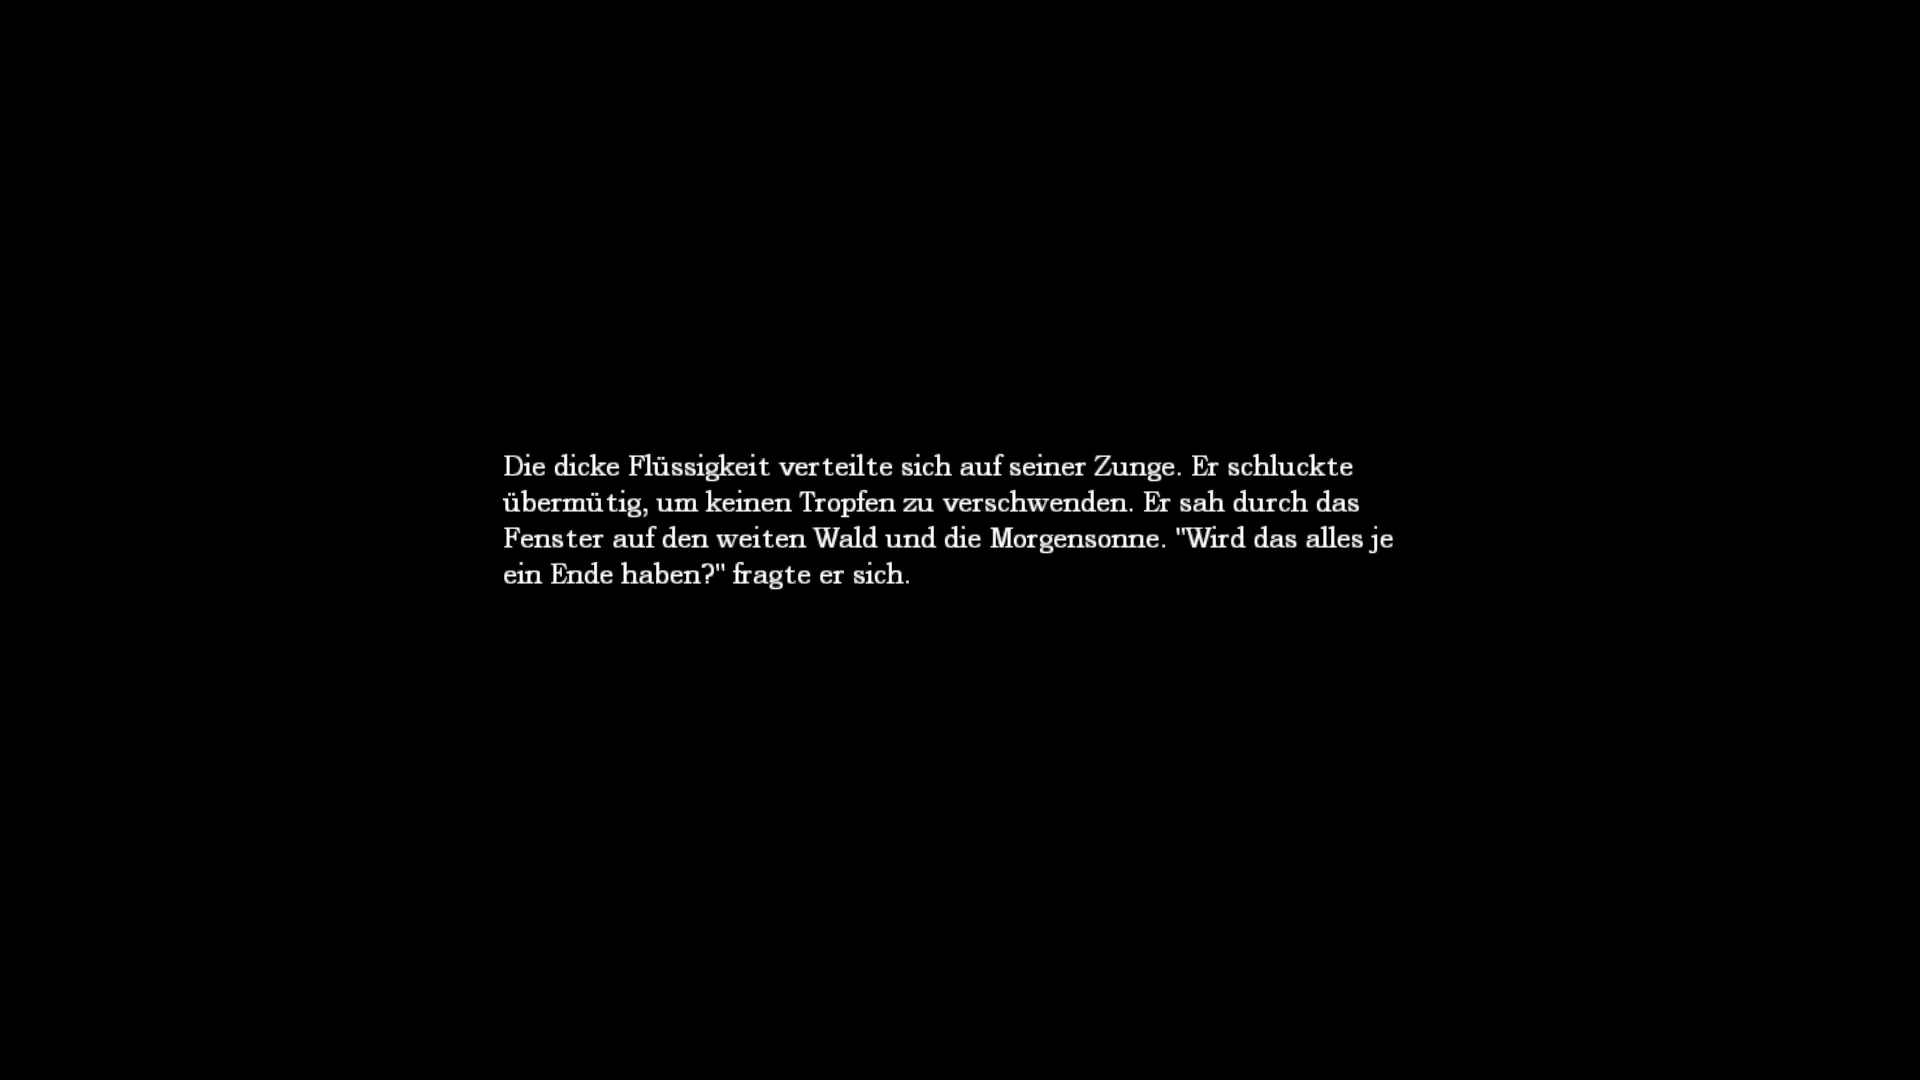 Die dicke Flüssigkeit verteilte sich auf seiner Zunge. Er schluckte
übermütig, um keinen Tropfen zu verschwenden. Er sah durch das
Fenster auf den weiten Wald und die Morgensonne. "Wird das alles je
ein Ende haben?" fragte er sich.